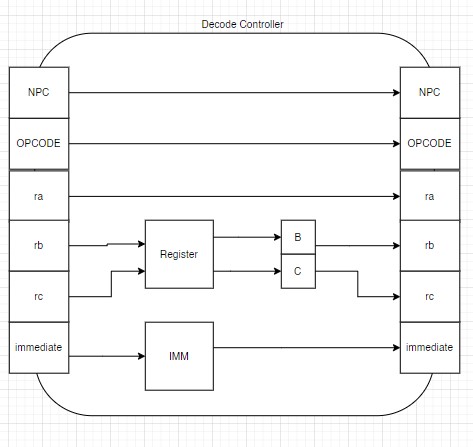 Decode Controller
NPC NPC
OPCODE OPCODE
ra ra
rb Register B rb
rc C rc
immediate IMM immediate